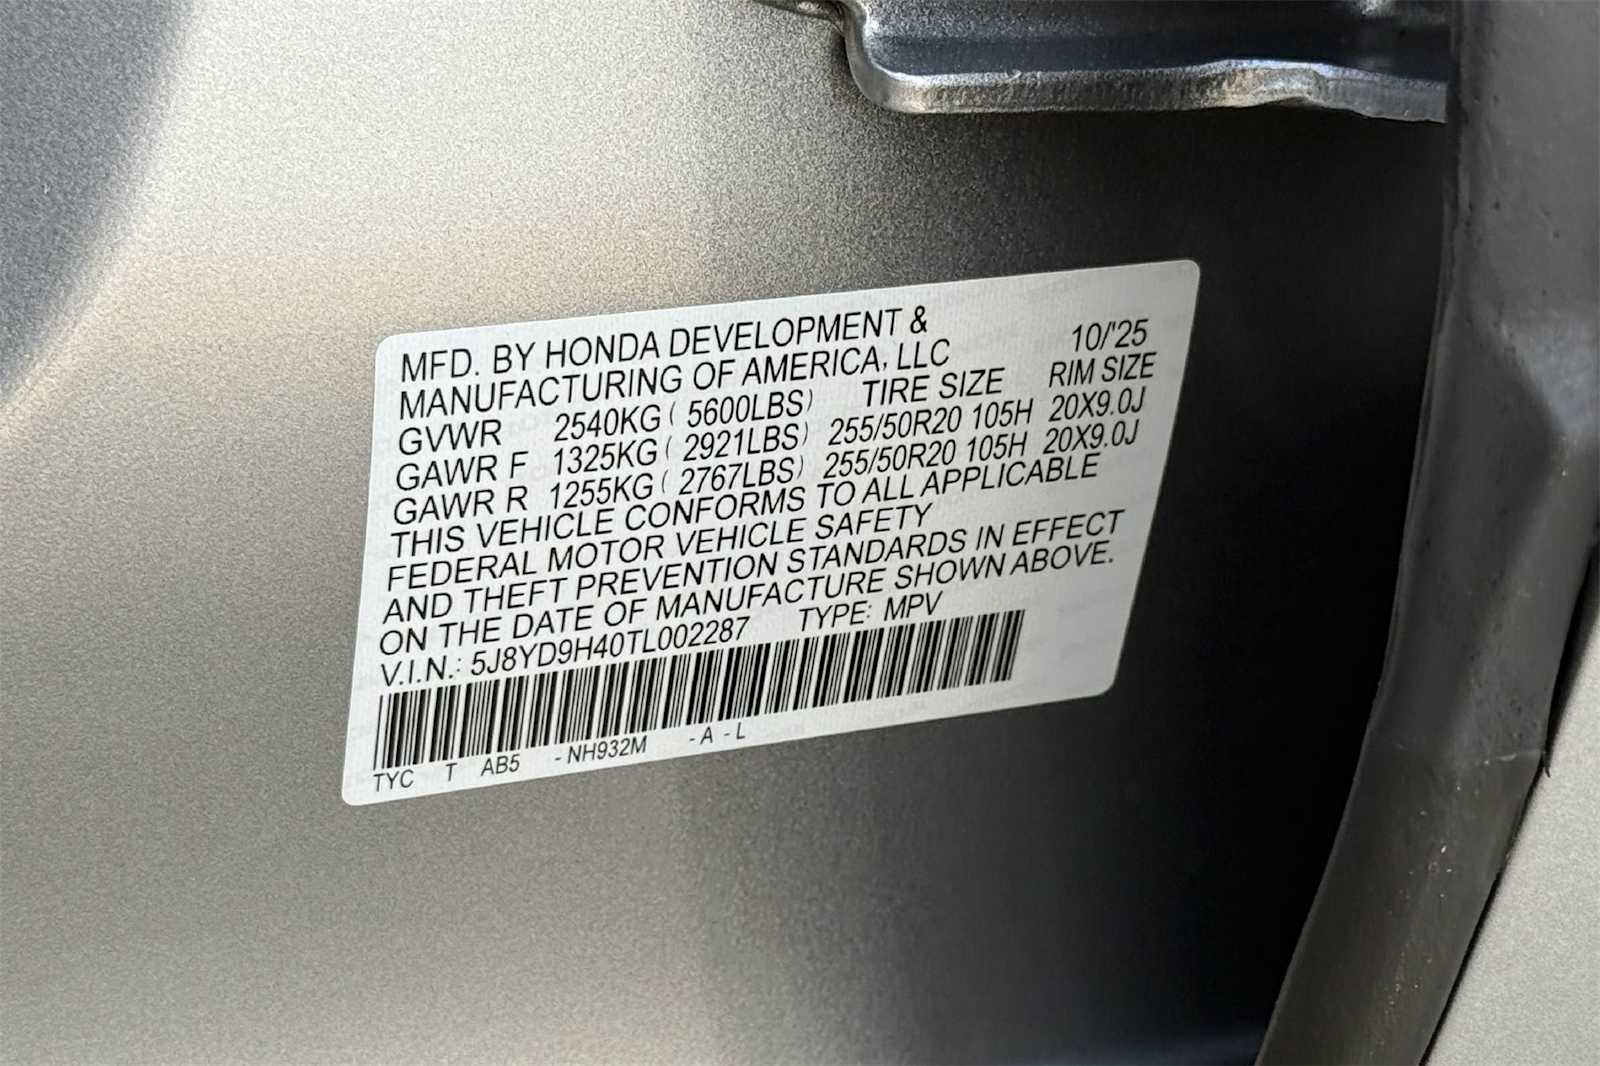 MFD. BY HONDA DEVELOPMENT & 10/'25
MANUFACTURING OF AMERICA, LLC
GVWR 2540KG ( 5600LBS) TIRE SIZE RIM SIZE
GAWR F 1325KG ( 2921LBS) 255/50R20 105H 20X9.0J
GAWR R 1255KG ( 2767LBS) 255/50R20 105H 20X9.0J
THIS VEHICLE CONFORMS TO ALL APPLICABLE
FEDERAL MOTOR VEHICLE SAFETY
AND THEFT PREVENTION STANDARDS IN EFFECT
ON THE DATE OF MANUFACTURE SHOWN ABOVE.
V.I.N.: 5J8YD9H40TL002287 TYPE: MPV
TYC T AB5 -NH932M -A -L